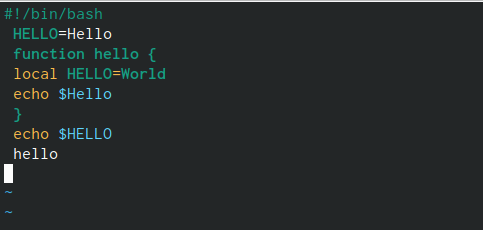 #!/bin/bash
HELLO=Hello
function hello {
local HELLO=World
echo $Hello
}
echo $HELLO
hello
~
~